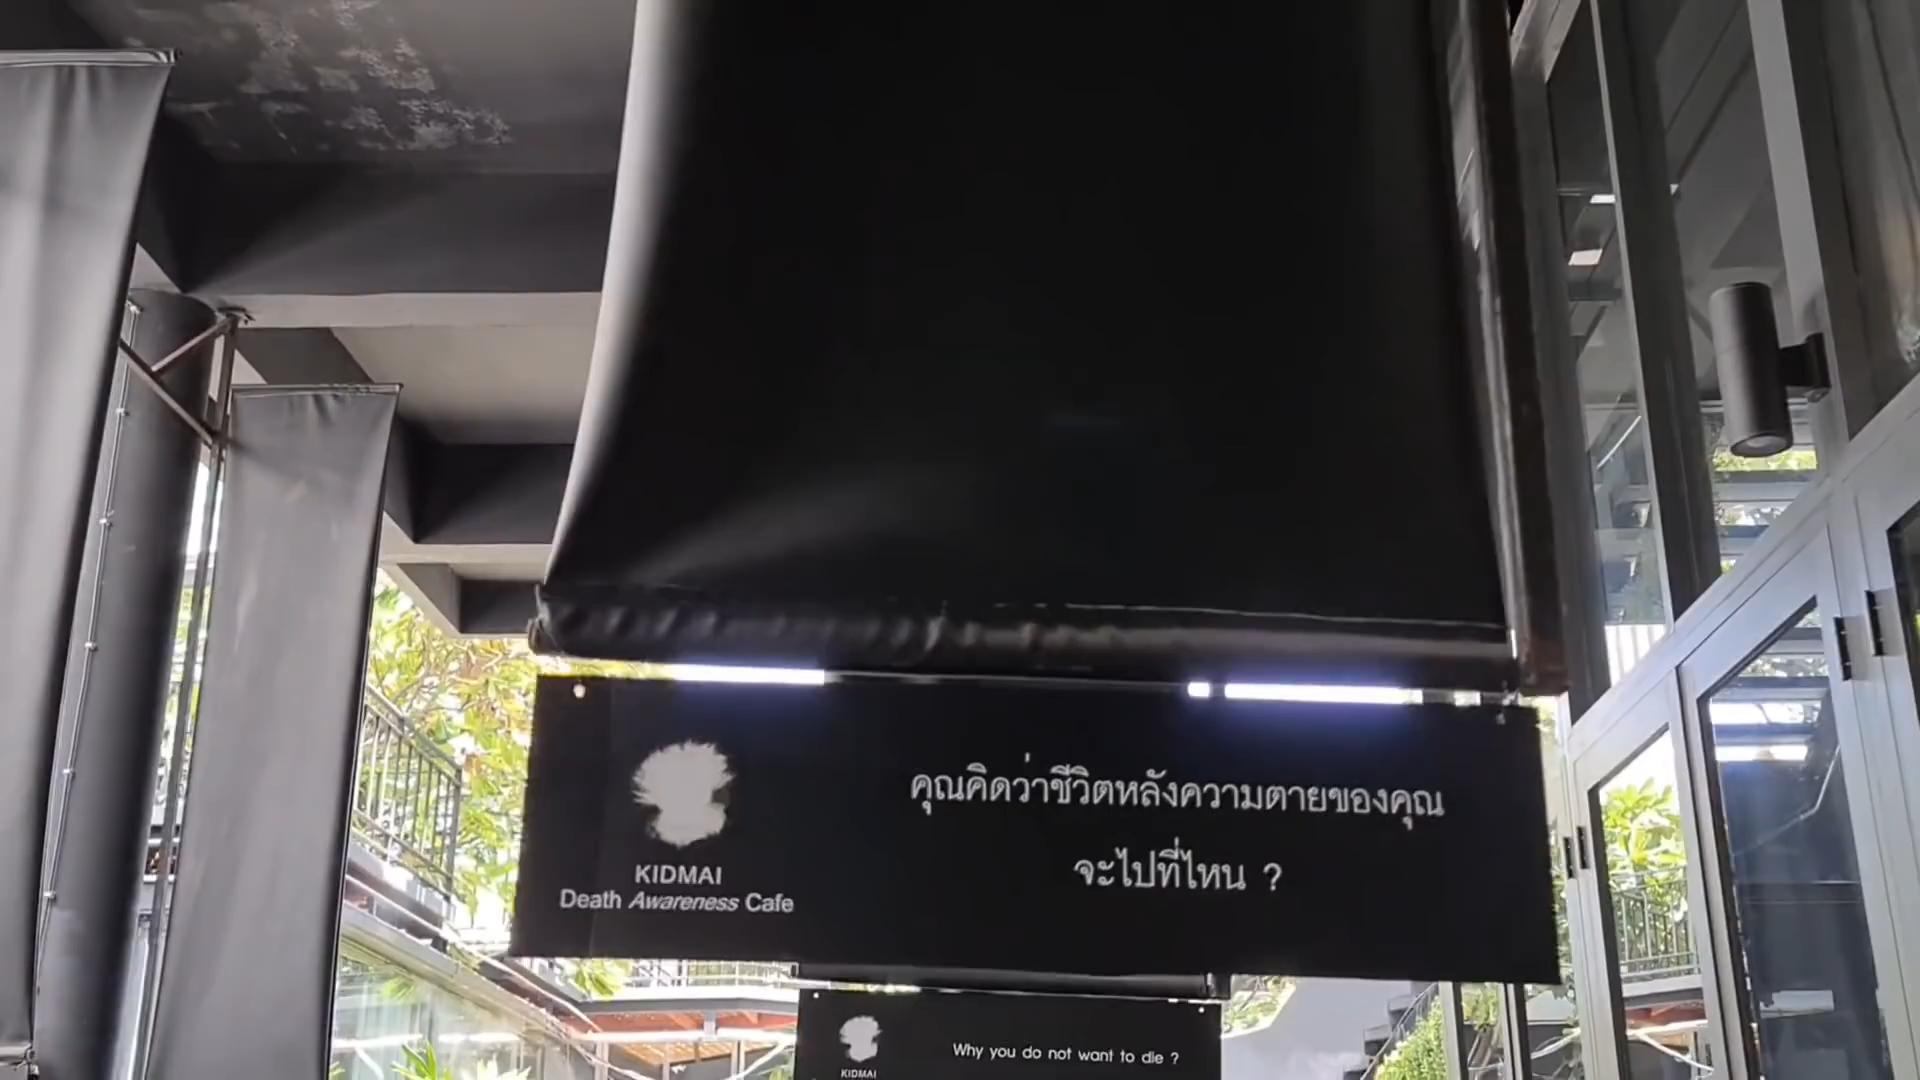 คุณคิดว่าชีวิตหลังความตายของคุณ
จะไปที่ไหน ?
KIDMAI
Death Awareness Cafe
Why you do not want to die ?
KIDMAI